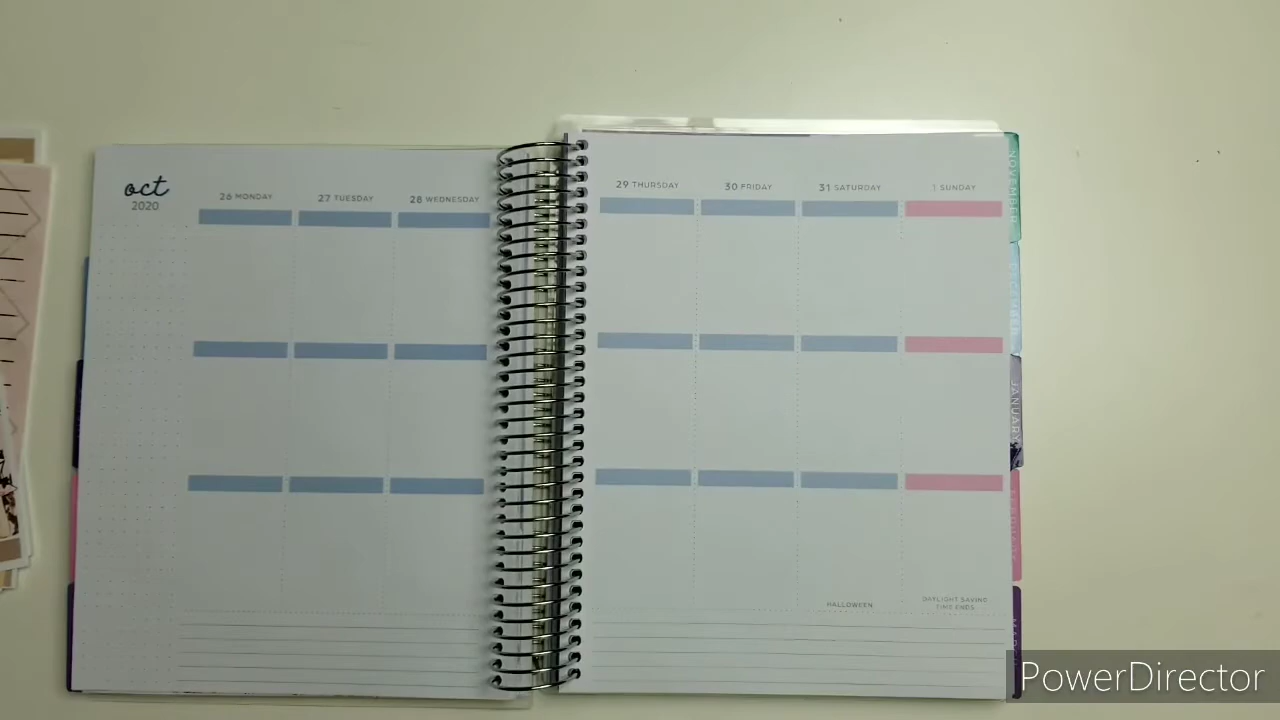 oct
2020
26 MONDAY
27 TUESDAY
28 WEDNESDAY
29 THURSDAY
30 FRIDAY
31 SATURDAY
1 SUNDAY
HALLOWEEN
DAYLIGHT SAVING
TIME ENDS
NOVEMBER
DECEMBER
JANUARY
PowerDirector